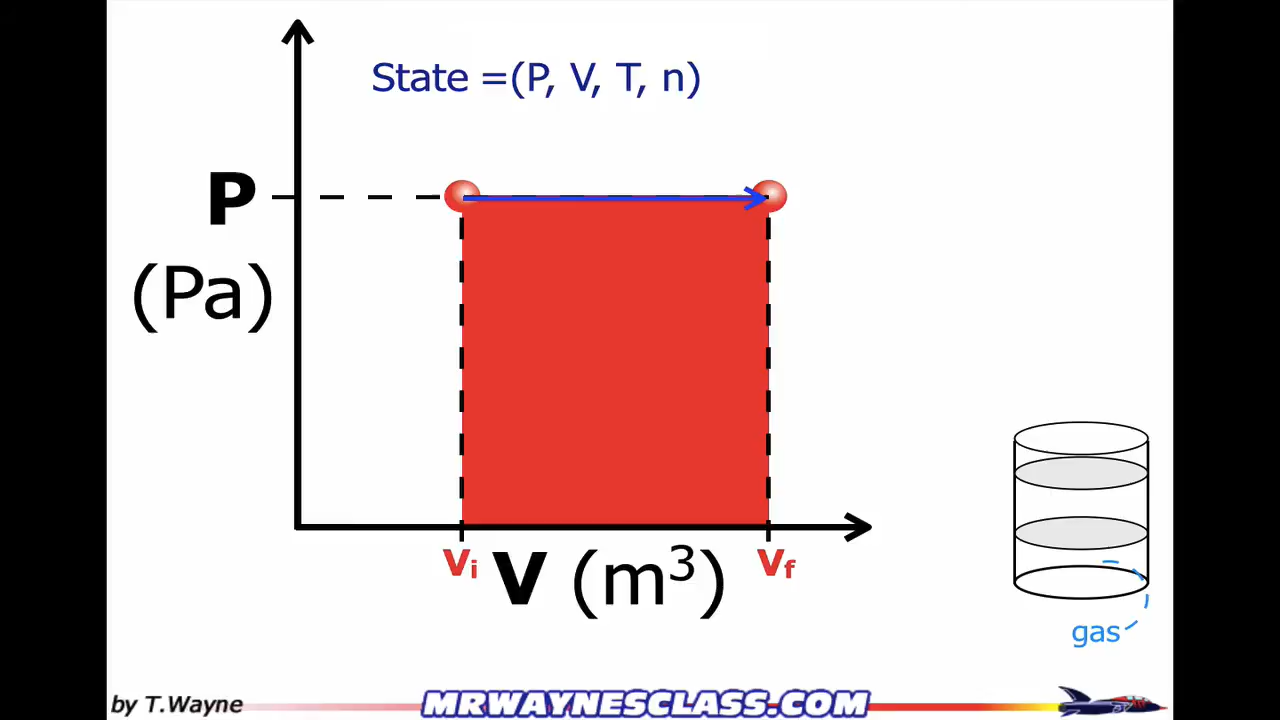 State =(P, V, T, n)
P
(Pa)
Vi
V (m³)
Vf
gas
by T.Wayne
MRWAYNESCLASS.COM